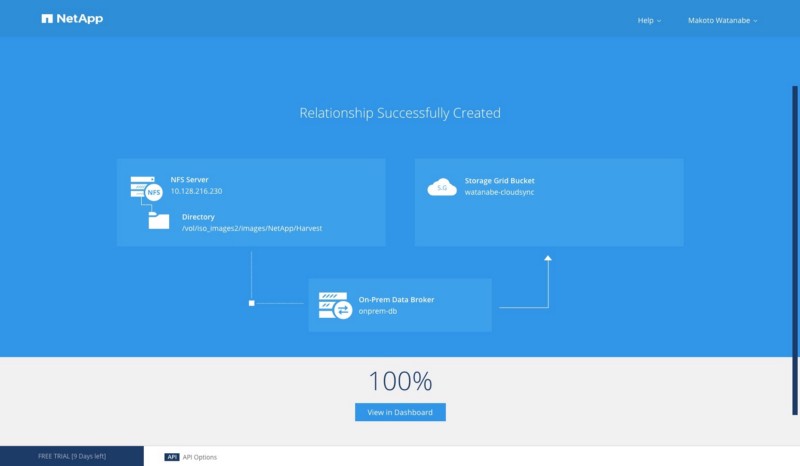 NetApp
Help
Makoto Watanabe
Relationship Successfully Created
NFS Server
10.128.216.230
NFS
Directory
/vol/iso_images2/images/NetApp/Harvest
S.G
Storage Grid Bucket
watanabe-cloudsync
On-Prem Data Broker
onprem-db
100%
View in Dashboard
FREE TRIAL [9 Days left]
API API Options